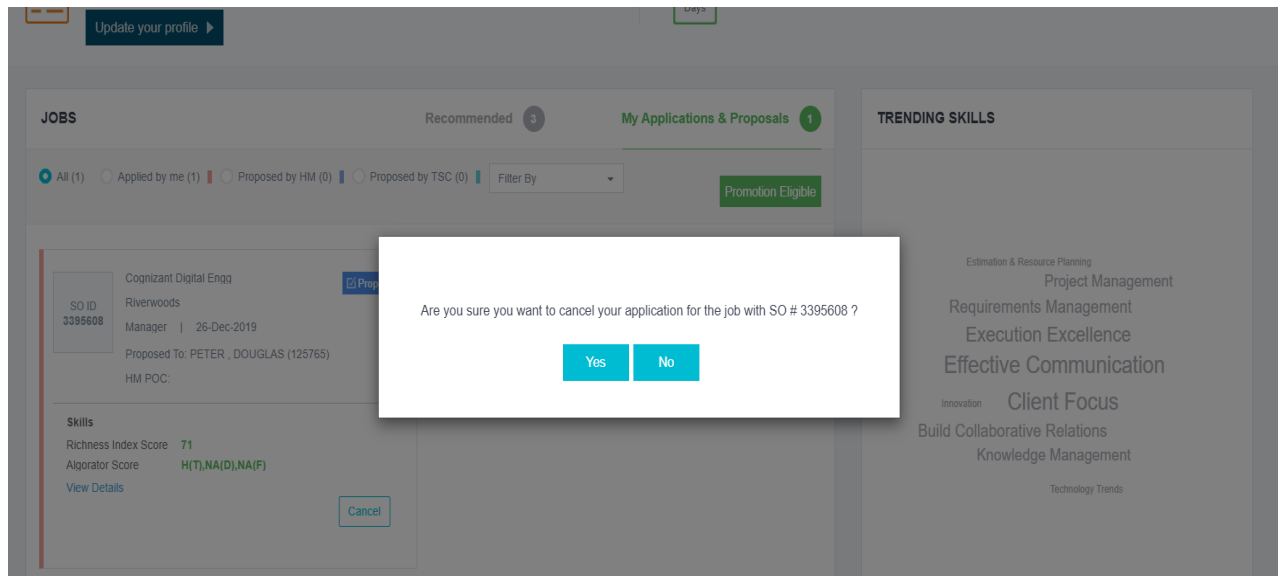 Update your profile
Days
JOBS
Recommended 3
My Applications & Proposals 1
All (1) Applied by me (1) Proposed by HM (0) Proposed by TSC (0) Filter By
Promotion Eligible
SO ID
3395608
Cognizant Digital Engg
Riverwoods
Manager | 26-Dec-2019
Proposed To: PETER , DOUGLAS (125765)
HM POC:
Skills
Richness Index Score 71
Algorator Score H(T),NA(D),NA(F)
View Details
Cancel
Are you sure you want to cancel your application for the job with SO # 3395608 ?
Yes No
TRENDING SKILLS
Estimation & Resource Planning
Project Management
Requirements Management
Execution Excellence
Effective Communication
Innovation Client Focus
Build Collaborative Relations
Knowledge Management
Technology Trends